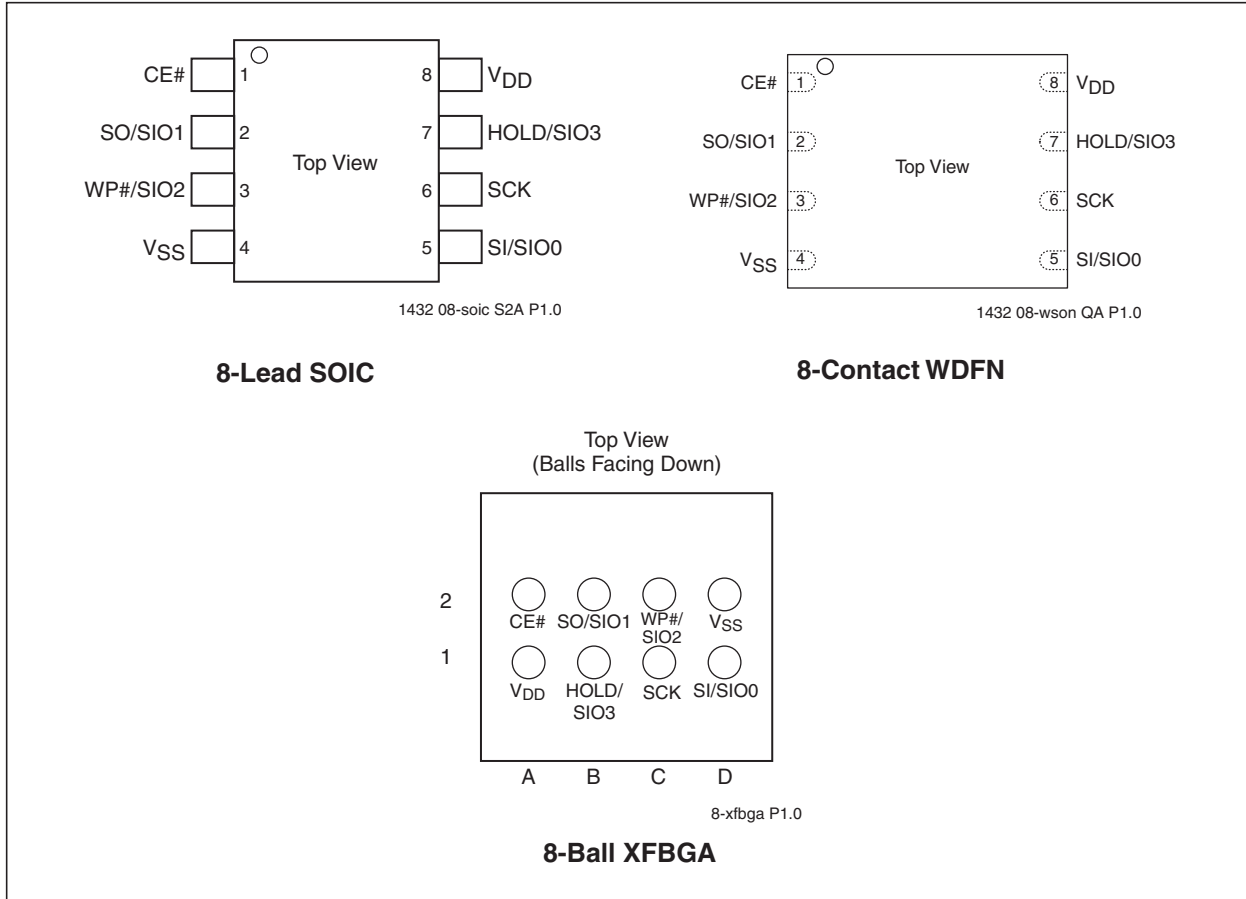 CE# 1 8 VDD
SO/SIO1 2 7 HOLD/SIO3
Top View
WP#/SIO2 3 6 SCK
VSS 4 5 SI/SIO0
1432 08-soic S2A P1.0
8-Lead SOIC
CE# 1 8 VDD
SO/SIO1 2 7 HOLD/SIO3
Top View
WP#/SIO2 3 6 SCK
VSS 4 5 SI/SIO0
1432 08-wson QA P1.0
8-Contact WDFN
Top View
(Balls Facing Down)
2
CE# SO/SIO1 WP#/ VSS
SIO2
1
VDD HOLD/ SCK SI/SIO0
SIO3
A B C D
8-xfbga P1.0
8-Ball XFBGA